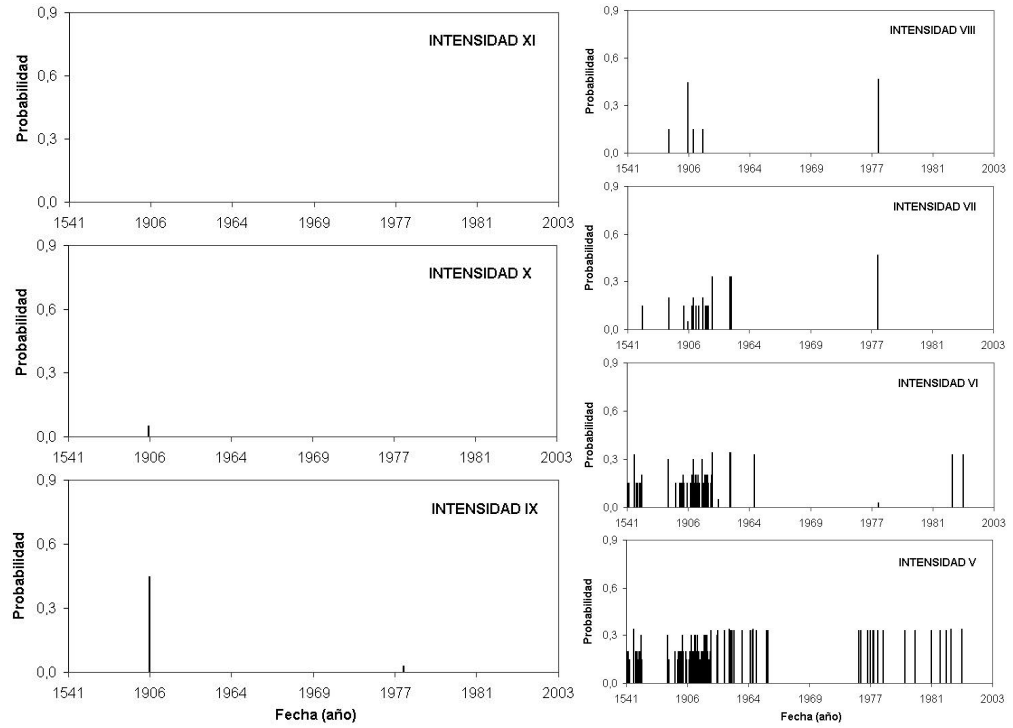 INTENSIDAD XI
Probabilidad
0,9
0,6
0,3
0,0
1541 1906 1964 1969 1977 1981 2003
INTENSIDAD X
Probabilidad
0,9
0,6
0,3
0,0
1541 1906 1964 1969 1977 1981 2003
INTENSIDAD IX
Probabilidad
0,9
0,6
0,3
0,0
1541 1906 1964 1969 1977 1981 2003
Fecha (año)
INTENSIDAD VIII
Probabilidad
0,9
0,6
0,3
0,0
1541 1906 1964 1969 1977 1981 2003
INTENSIDAD VII
Probabilidad
0,9
0,6
0,3
0,0
1541 1906 1964 1969 1977 1981 2003
INTENSIDAD VI
Probabilidad
0,9
0,6
0,3
0,0
1541 1906 1964 1969 1977 1981 2003
INTENSIDAD V
Probabilidad
0,9
0,6
0,3
0,0
1541 1906 1964 1969 1977 1981 2003
Fecha (año)